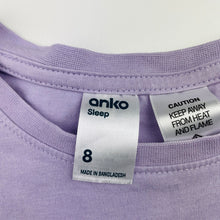 anko
Sleep
8
MADE IN BANGLADESH
CAUTION
KEEP AWAY
FROM HEAT
AND FLAME